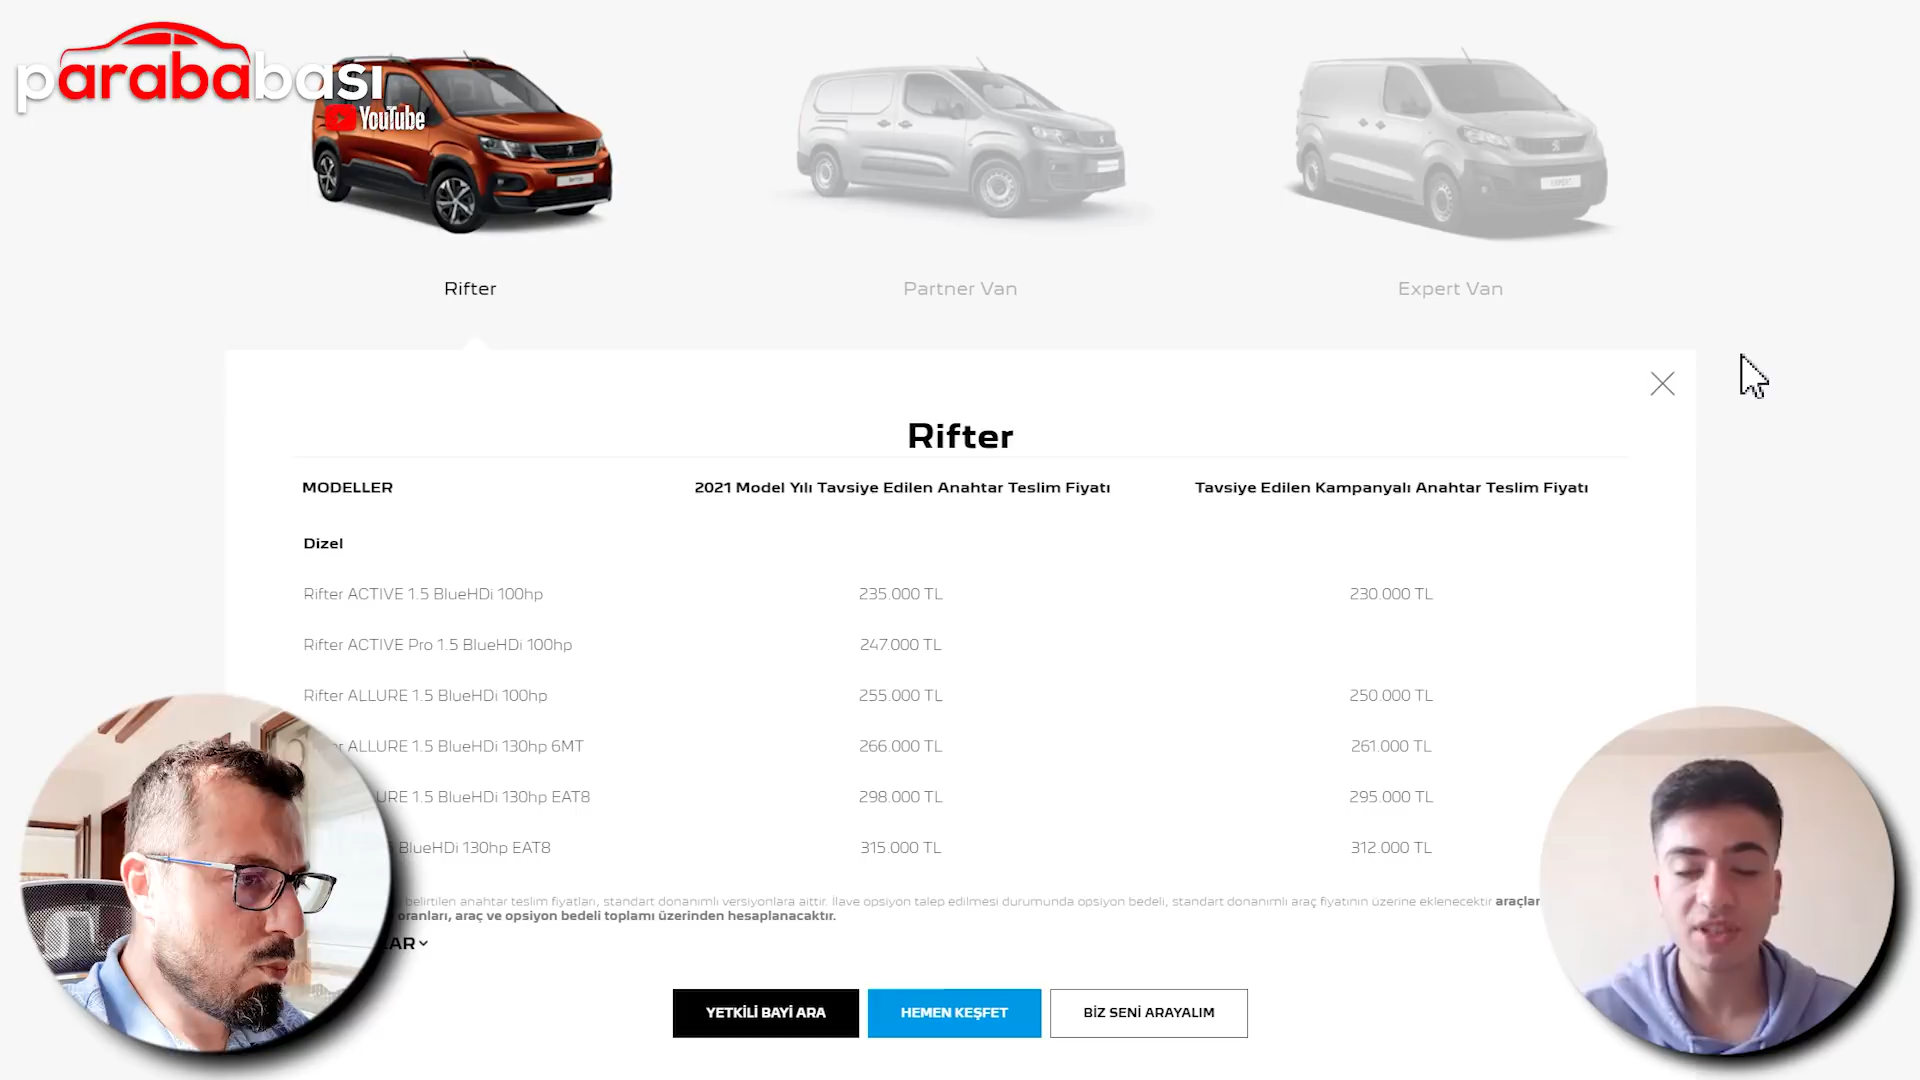 parababası
YouTube
Rifter
Partner Van
Expert Van
Rifter
MODELLER 2021 Model Yılı Tavsiye Edilen Anahtar Teslim Fiyatı Tavsiye Edilen Kampanyalı Anahtar Teslim Fiyatı
Dizel
Rifter ACTIVE 1.5 BlueHDi 100hp 235.000 TL 230.000 TL
Rifter ACTIVE Pro 1.5 BlueHDi 100hp 247.000 TL
Rifter ALLURE 1.5 BlueHDi 100hp 255.000 TL 250.000 TL
ALLURE 1.5 BlueHDi 130hp 6MT 266.000 TL 261.000 TL
1.5 BlueHDi 130hp EAT8 298.000 TL 295.000 TL
BlueHDi 130hp EAT8 315.000 TL 312.000 TL
belirtilen anahtar teslim fiyatları, standart donanımlı versiyonlara aittir. İlave opsiyon talep edilmesi durumunda opsiyon bedeli, standart donanımlı araç fiyatının üzerine eklenecektir araçlar
oranları, araç ve opsiyon bedeli toplamı üzerinden hesaplanacaktır.
YETKİLİ BAYİ ARA
HEMEN KEŞFET
BİZ SENİ ARAYALIM